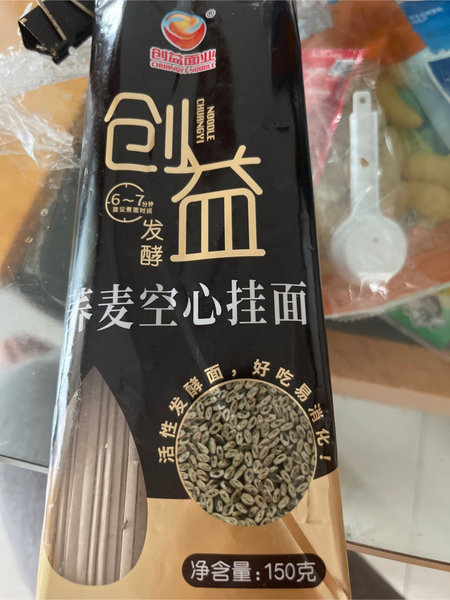 ®
创益面业
CHUANGYI NOODLE
创益
CHUANGYI
NOODLE
6～7分钟
建议煮面时间
发酵
荞麦空心挂面
活性发酵面，好吃易消化！
净含量：150克